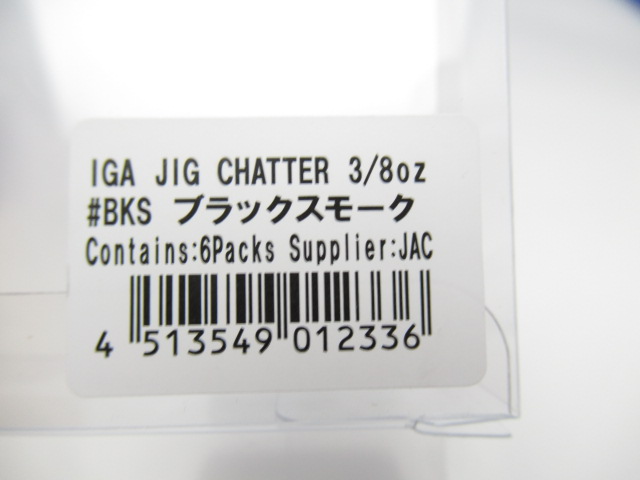 IGA JIG CHATTER 3/8oz
#BKS ブラックスモーク
Contains:6Packs Supplier:JAC
4 513549 012336